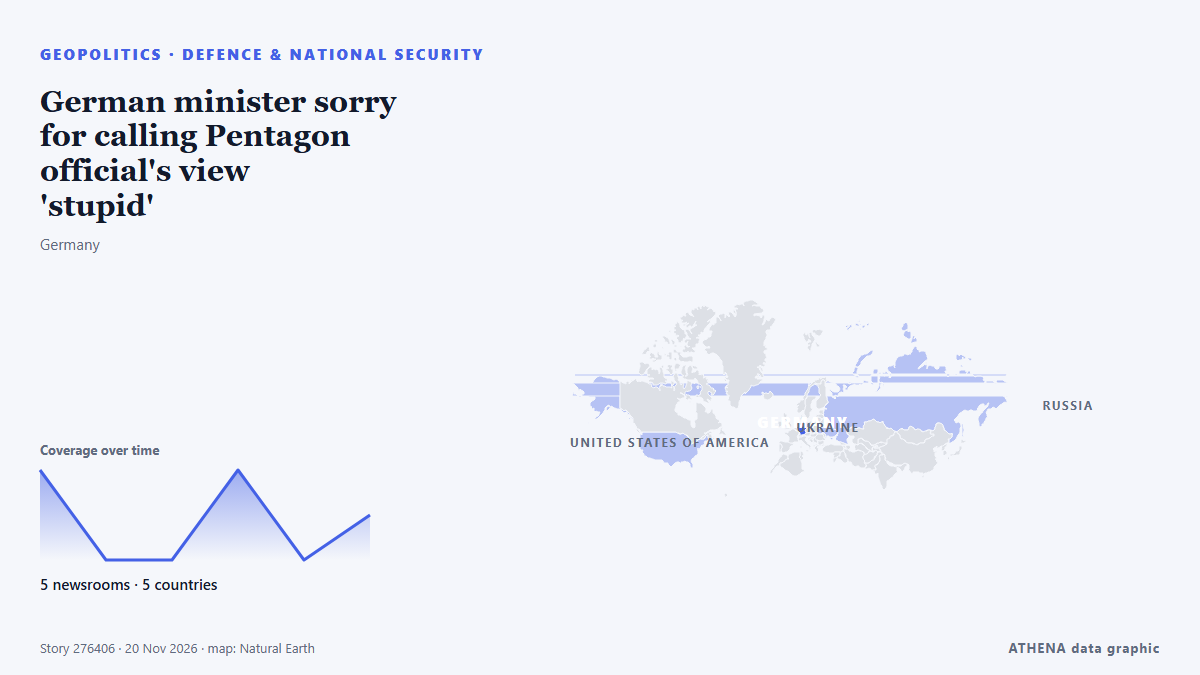 GEOPOLITICS · DEFENCE & NATIONAL SECURITY
German minister sorry
for calling Pentagon
official's view
'stupid'
Germany
RUSSIA
GERMANY
UKRAINE
UNITED STATES OF AMERICA
Coverage over time
5 newsrooms · 5 countries
Story 276406 · 20 Nov 2026 · map: Natural Earth
ATHENA data graphic